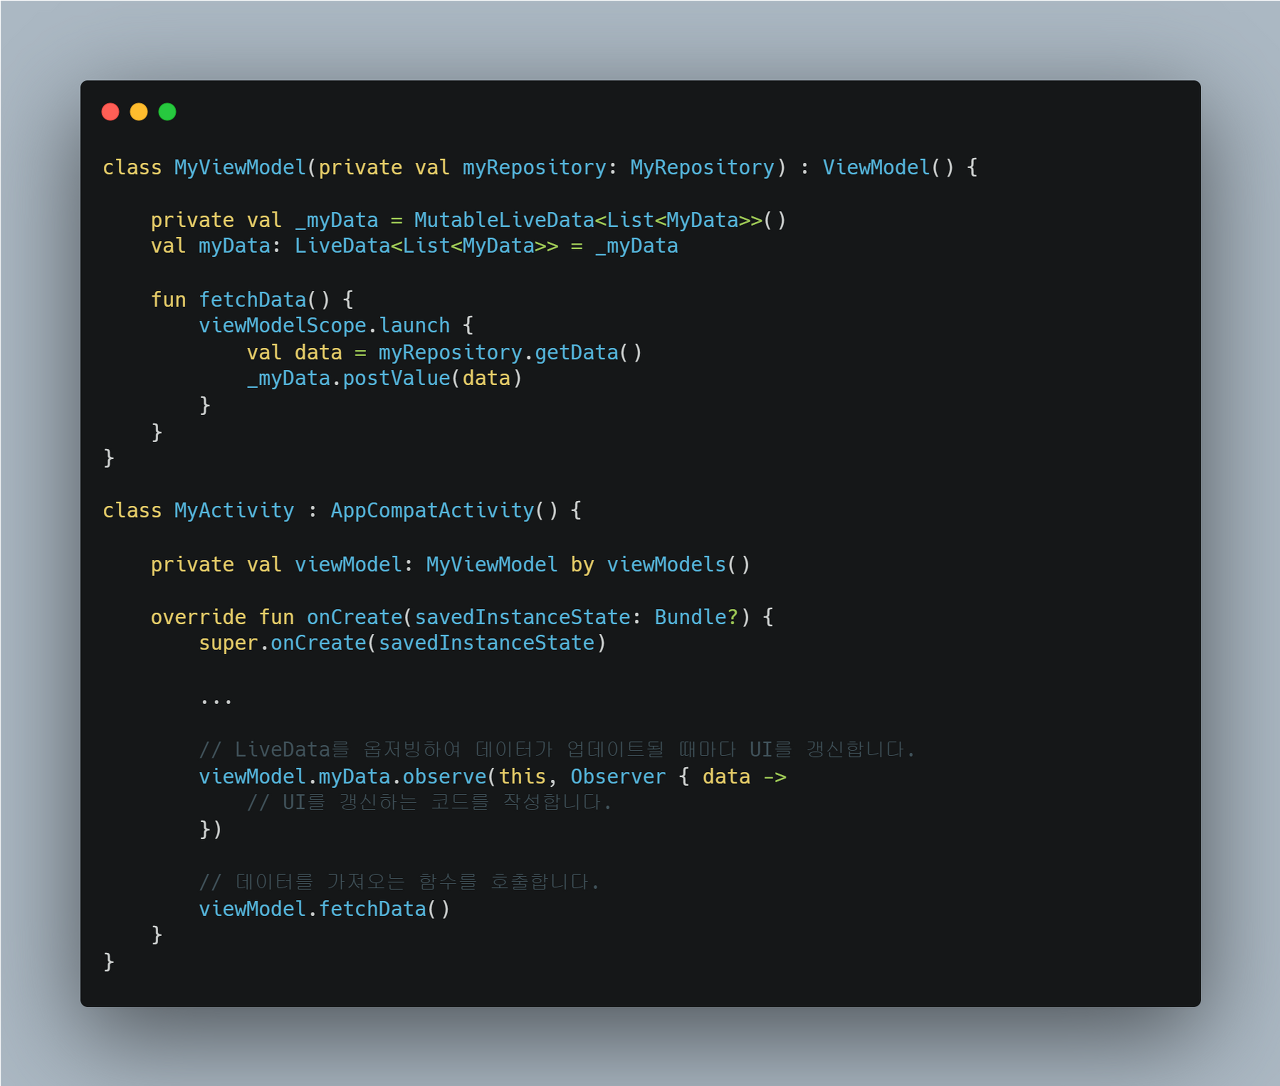 class MyViewModel(private val myRepository: MyRepository) : ViewModel() {
    private val _myData = MutableLiveData<List<MyData>>()
    val myData: LiveData<List<MyData>> = _myData
    fun fetchData() {
        viewModelScope.launch {
            val data = myRepository.getData()
            _myData.postValue(data)
        }
    }
}
class MyActivity : AppCompatActivity() {
    private val viewModel: MyViewModel by viewModels()
    override fun onCreate(savedInstanceState: Bundle?) {
        super.onCreate(savedInstanceState)
        ...
        // LiveData를 옵저빙하여 데이터가 업데이트될 때마다 UI를 갱신합니다.
        viewModel.myData.observe(this, Observer { data ->
            // UI를 갱신하는 코드를 작성합니다.
        })
        // 데이터를 가져오는 함수를 호출합니다.
        viewModel.fetchData()
    }
}